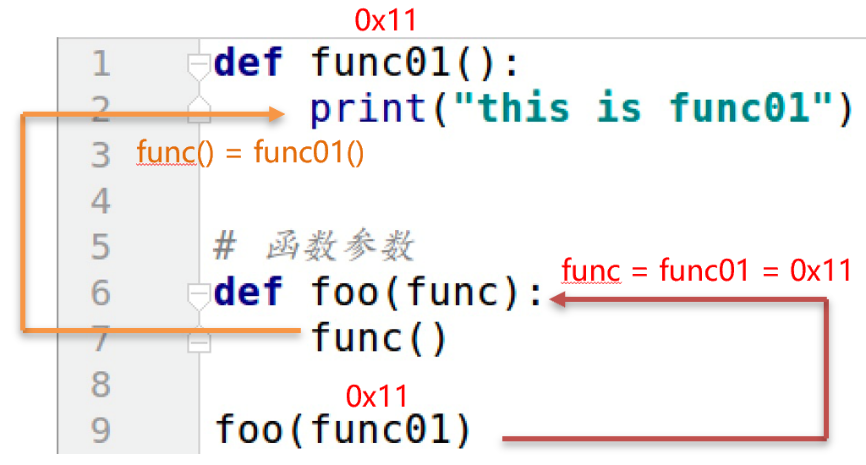 0x11
1 def func01():
2 print("this is func01")
3 func() = func01()
4
5 # 函数参数
func = func01 = 0x11
6 def foo(func):
7 func()
8
0x11
9 foo(func01)